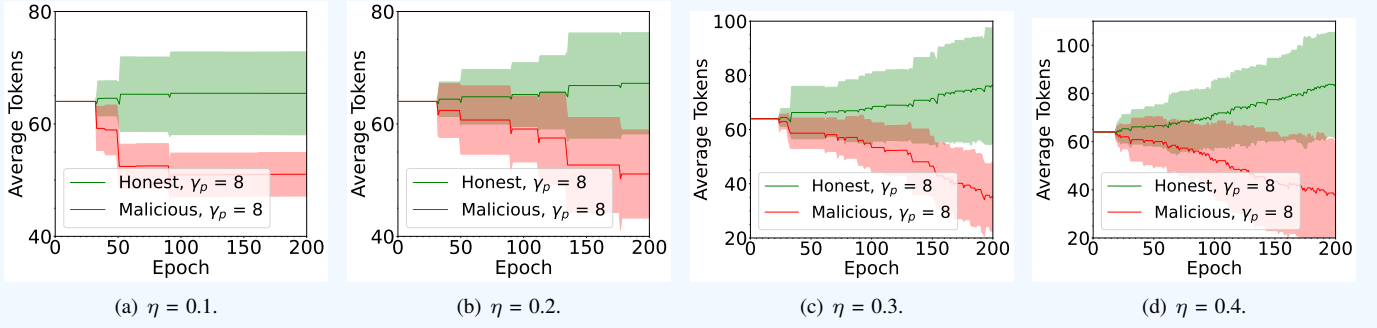 80
60
40
Average Tokens
Honest, γp = 8
Malicious, γp = 8
0 50 100 150 200
Epoch
(a) η = 0.1.
80
60
40
Average Tokens
Honest, γp = 8
Malicious, γp = 8
0 50 100 150 200
Epoch
(b) η = 0.2.
100
80
60
40
20
Average Tokens
Honest, γp = 8
Malicious, γp = 8
0 50 100 150 200
Epoch
(c) η = 0.3.
100
80
60
40
20
Average Tokens
Honest, γp = 8
Malicious, γp = 8
0 50 100 150 200
Epoch
(d) η = 0.4.